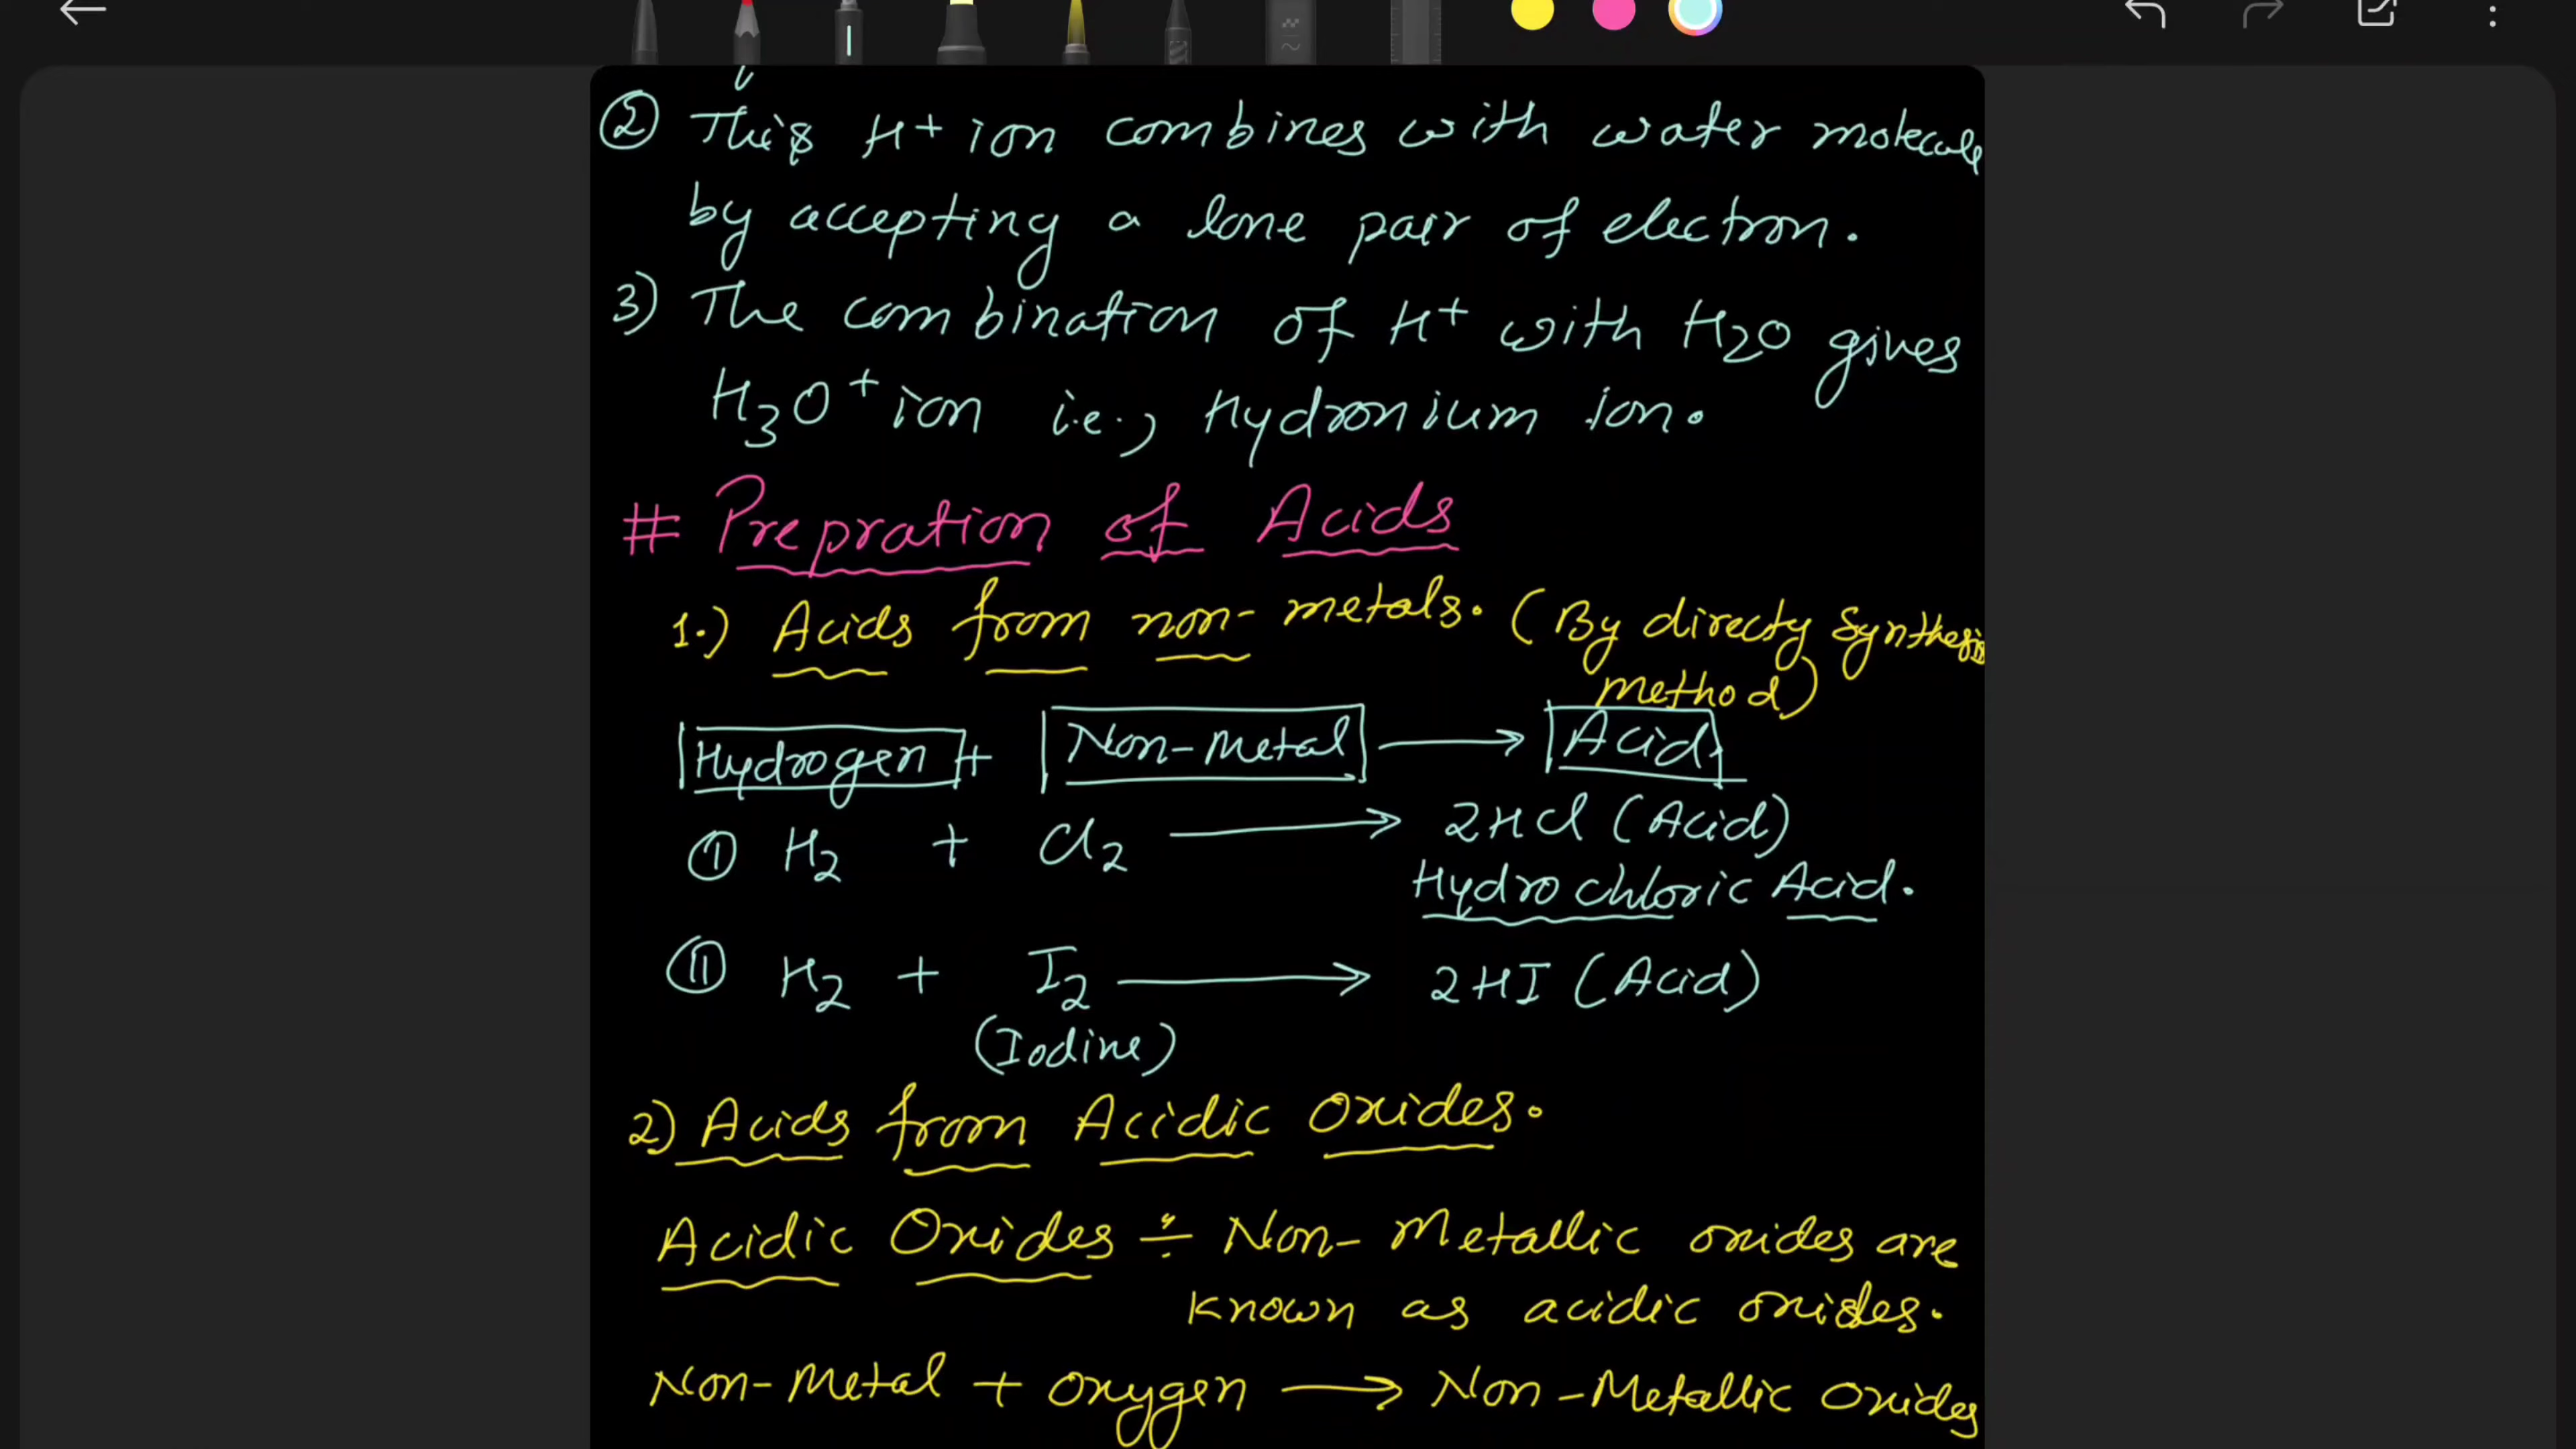 ② This H+ ion combines with water molecule
by accepting a lone pair of electron.
3) The combination of H+ with H2O gives
H3O+ ion i.e., Hydronium ion.
# Prepration of Acids
1.) Acids from non-metals. (By directy Synthesis
method)
Hydrogen + Non-Metal → Acid
① H2 + Cl2 → 2HCl (Acid)
Hydrochloric Acid.
⑪ H2 + I2 → 2HI (Acid)
(Iodine)
2) Acids from Acidic Oxides.
Acidic Oxides ÷ Non-Metallic oxides are
known as acidic oxides.
Non-Metal + Oxygen → Non-Metallic Oxides